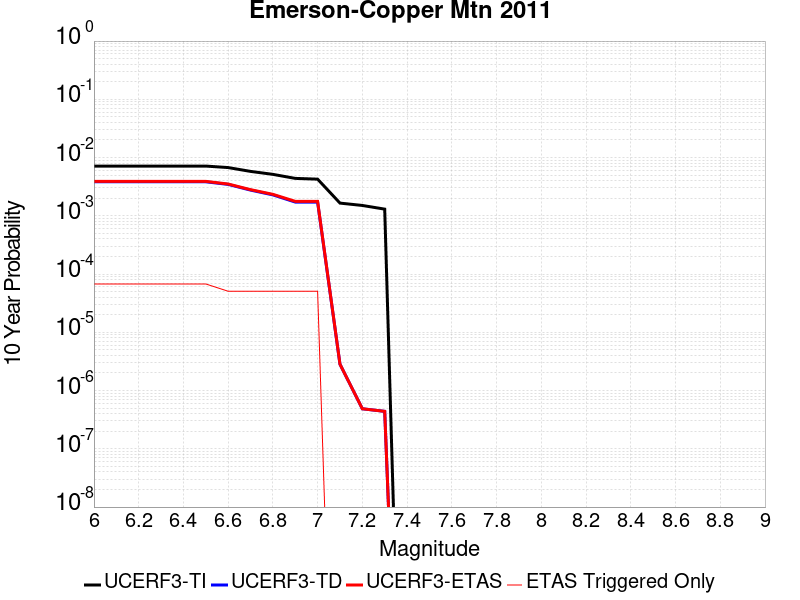 Emerson-Copper Mtn 2011
10 Year Probability
10^0
10^-1
10^-2
10^-3
10^-4
10^-5
10^-6
10^-7
10^-8
6 6.2 6.4 6.6 6.8 7 7.2 7.4 7.6 7.8 8 8.2 8.4 8.6 8.8 9
Magnitude
UCERF3-TI UCERF3-TD UCERF3-ETAS ETAS Triggered Only